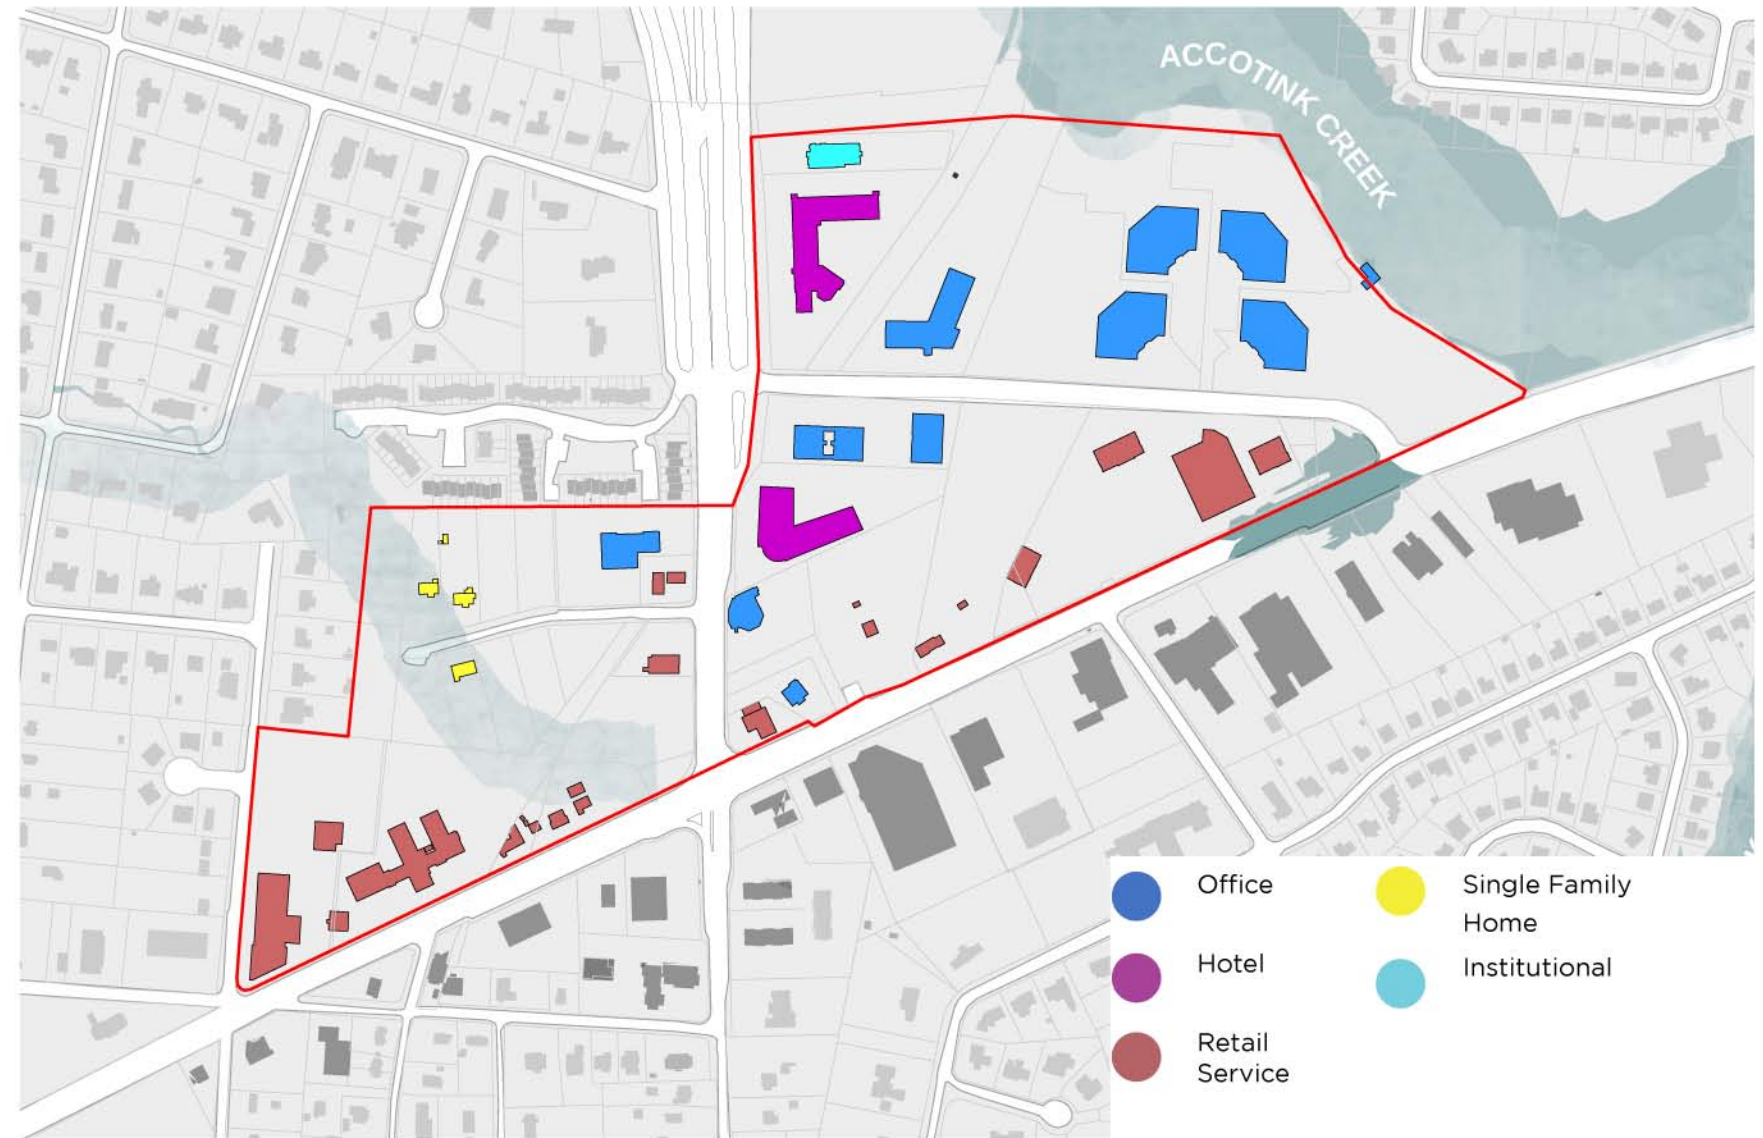 ACCOTINK CREEK
Office
Single Family
Home
Hotel
Institutional
Retail
Service